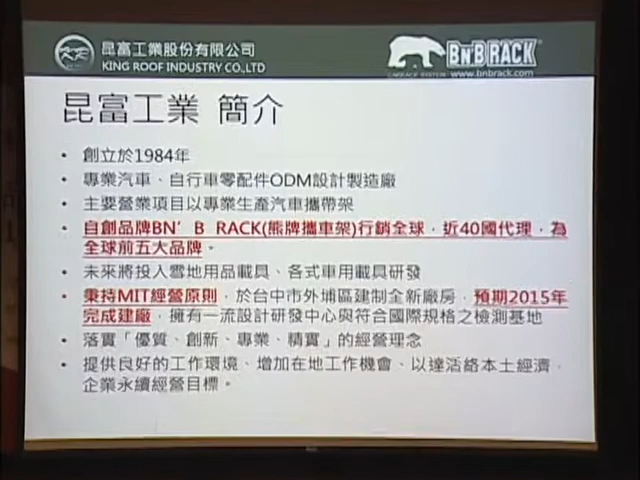 昆富工業股份有限公司
KING ROOF INDUSTRY CO.,LTD
BN'B RACK
CARRACK SYSTEM www.bnbrack.com
昆富工業 簡介
• 創立於1984年
• 專業汽車、自行車零配件ODM設計製造廠
• 主要營業項目以專業生產汽車攜帶架
• 自創品牌BN'B RACK(熊牌攜車架)行銷全球，近40國代理，為
全球前五大品牌。
• 未來將投入雪地用品載具、各式車用載具研發
• 秉持MIT經營原則，於台中市外埔區建制全新廠房，預期2015年
完成建廠，擁有一流設計研發中心與符合國際規格之檢測基地
• 落實「優質、創新、專業、精實」的經營理念
• 提供良好的工作環境、增加在地工作機會、以達活絡本土經濟，
企業永續經營目標。